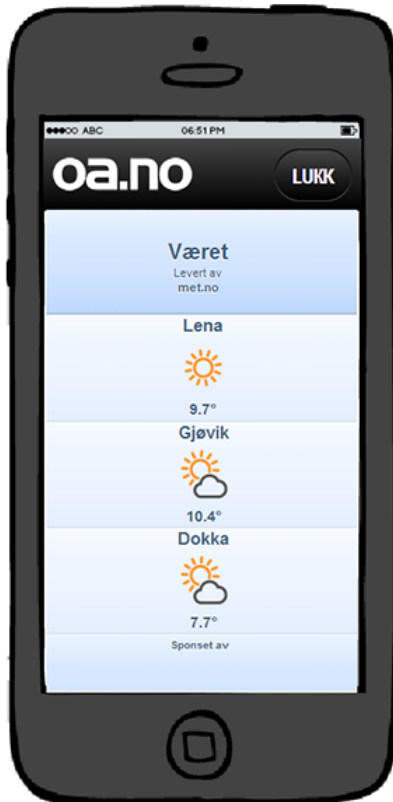 ABC 06:51 PM
oa.no LUKK
Været
Levert av
met.no
Lena
9.7°
Gjøvik
10.4°
Dokka
7.7°
Sponset av